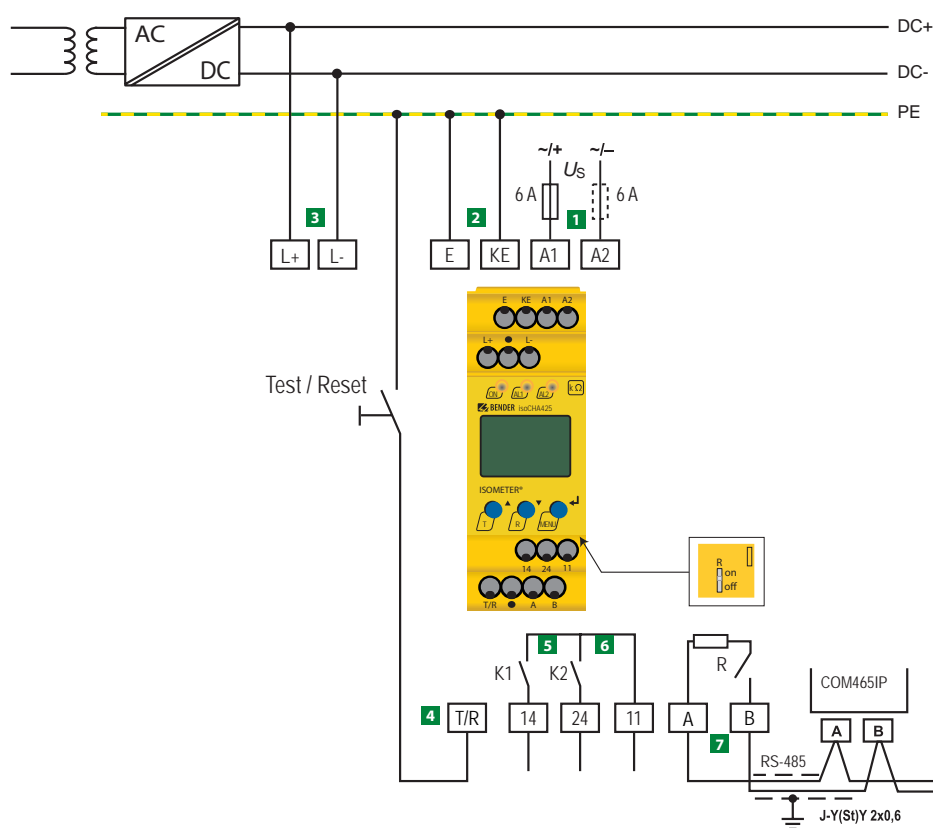 AC
DC
DC+
DC-
PE
~/+
~/–
US
6 A
6 A
3
2
1
L+
L-
E
KE
A1
A2
E KE A1 A2
L+ L-
ON AL1 AL2 kΩ
BENDER isoCHA425
ISOMETER®
T R MENU
14 24 11
T/R A B
Test / Reset
R
on
off
5
6
K1
K2
R
COM465IP
4
T/R
14
24
11
A
B
7
A
B
RS-485
J-Y(St)Y 2x0,6